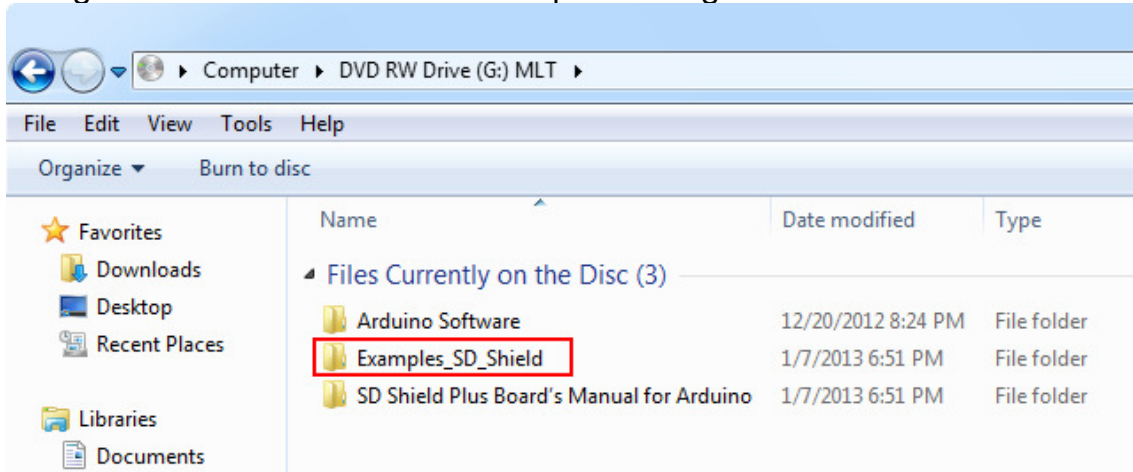 Computer ▸ DVD RW Drive (G:) MLT ▸
File Edit View Tools Help
Organize ▾ Burn to disc
Favorites
Downloads
Desktop
Recent Places
Libraries
Documents
Name Date modified Type
Files Currently on the Disc (3)
Arduino Software 12/20/2012 8:24 PM File folder
Examples_SD_Shield 1/7/2013 6:51 PM File folder
SD Shield Plus Board's Manual for Arduino 1/7/2013 6:51 PM File folder